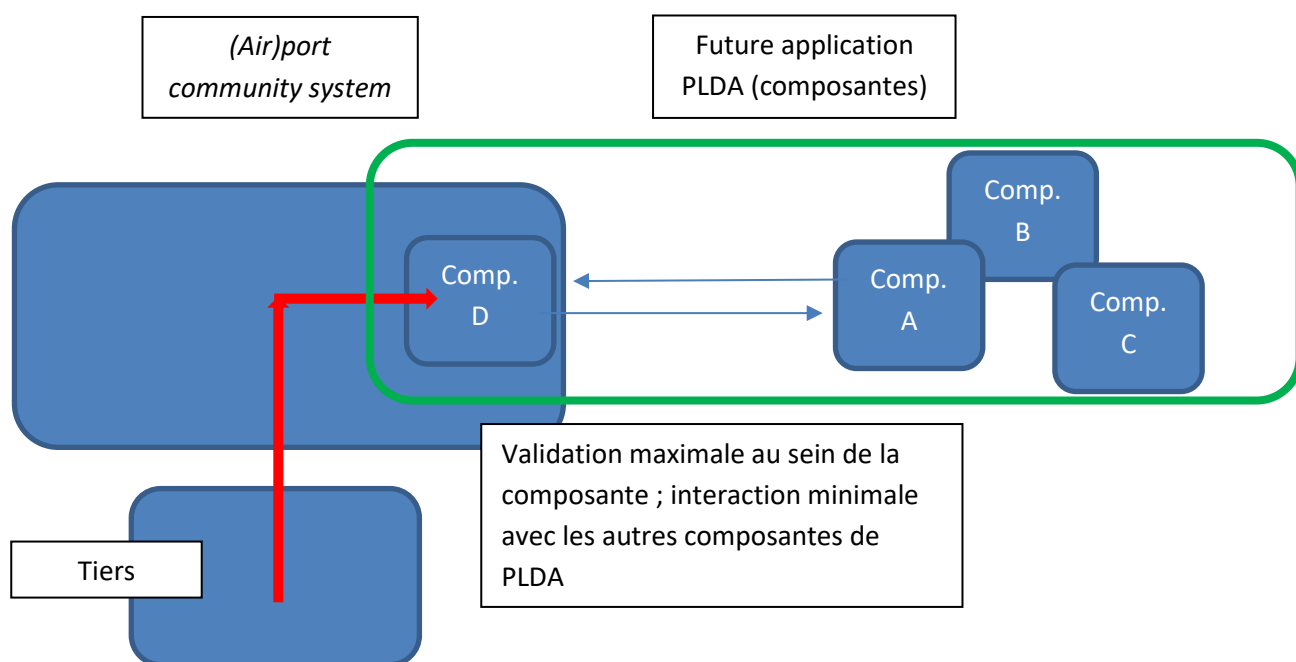 (Air)port
community system
Future application
PLDA (composantes)
Comp.
B
Comp.
D
Comp.
A
Comp.
C
Validation maximale au sein de la
composante ; interaction minimale
avec les autres composantes de
PLDA
Tiers